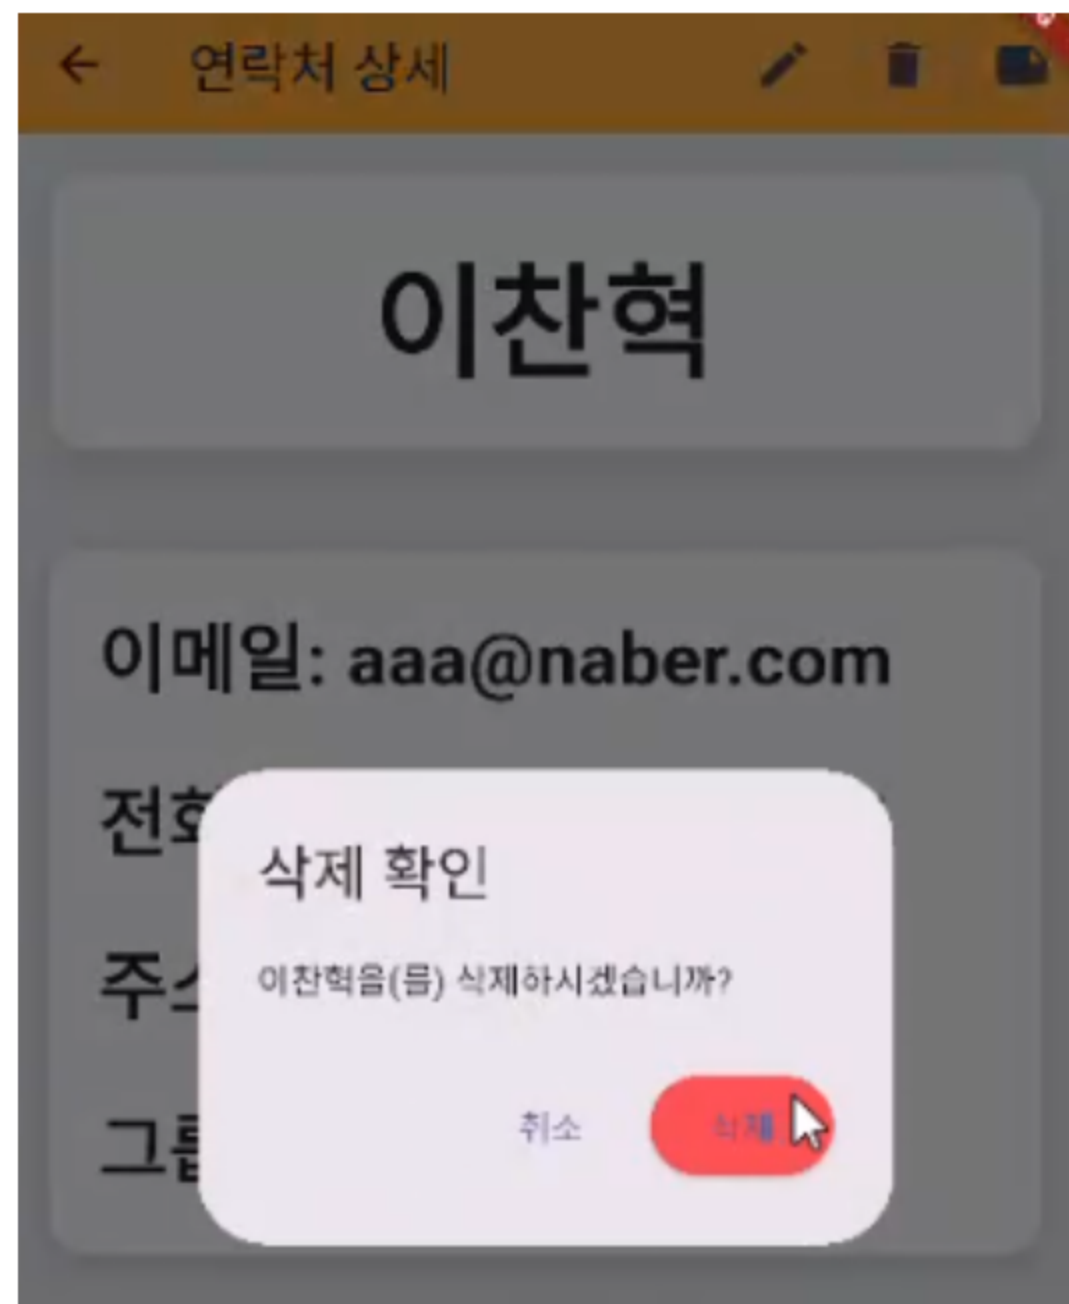 연락처 상세
이찬혁
이메일: aaa@naber.com
전화
주소
그룹
삭제 확인
이찬혁을(를) 삭제하시겠습니까?
취소
삭제